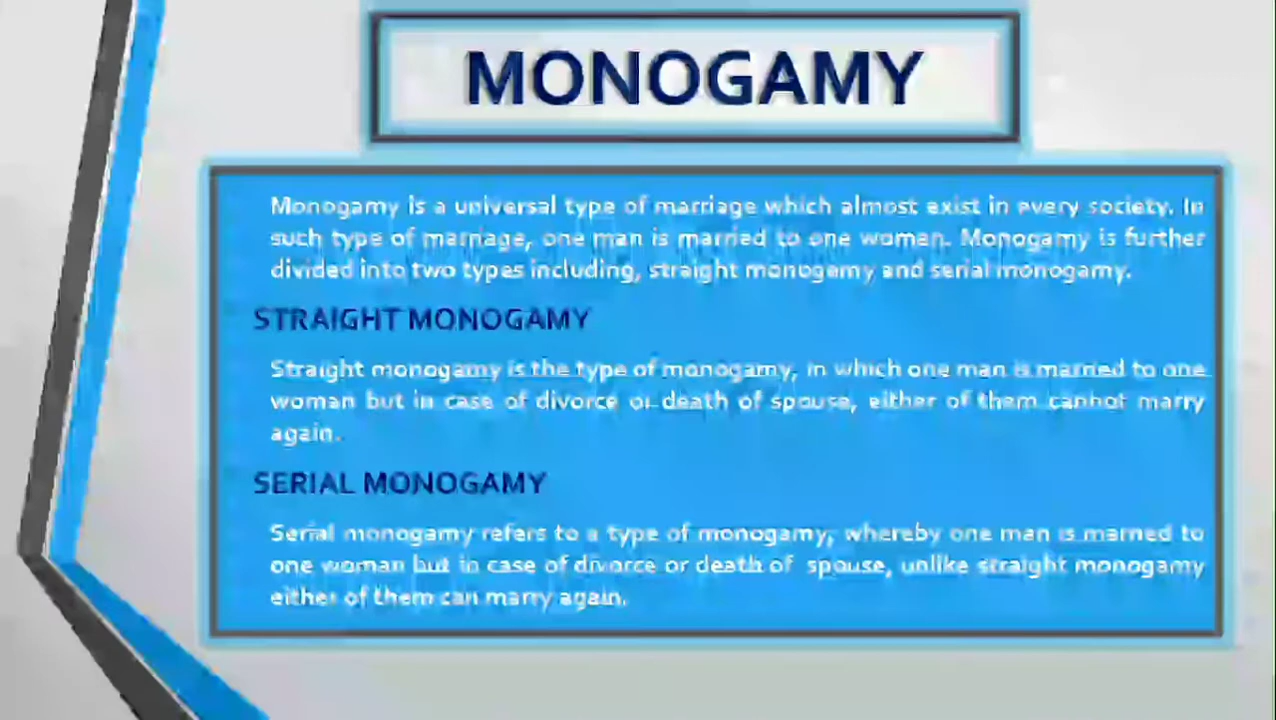 MONOGAMY
Monogamy is a universal type of marriage which almost exist in every society. In
such type of marriage, one man is married to one woman. Monogamy is further
divided into two types including, straight monogamy and serial monogamy.
STRAIGHT MONOGAMY
Straight monogamy is the type of monogamy, in which one man is married to one
woman but in case of divorce or death of spouse, either of them cannot marry
again.
SERIAL MONOGAMY
Serial monogamy refers to a type of monogamy, whereby one man is married to
one woman but in case of divorce or death of spouse, unlike straight monogamy
either of them can marry again.